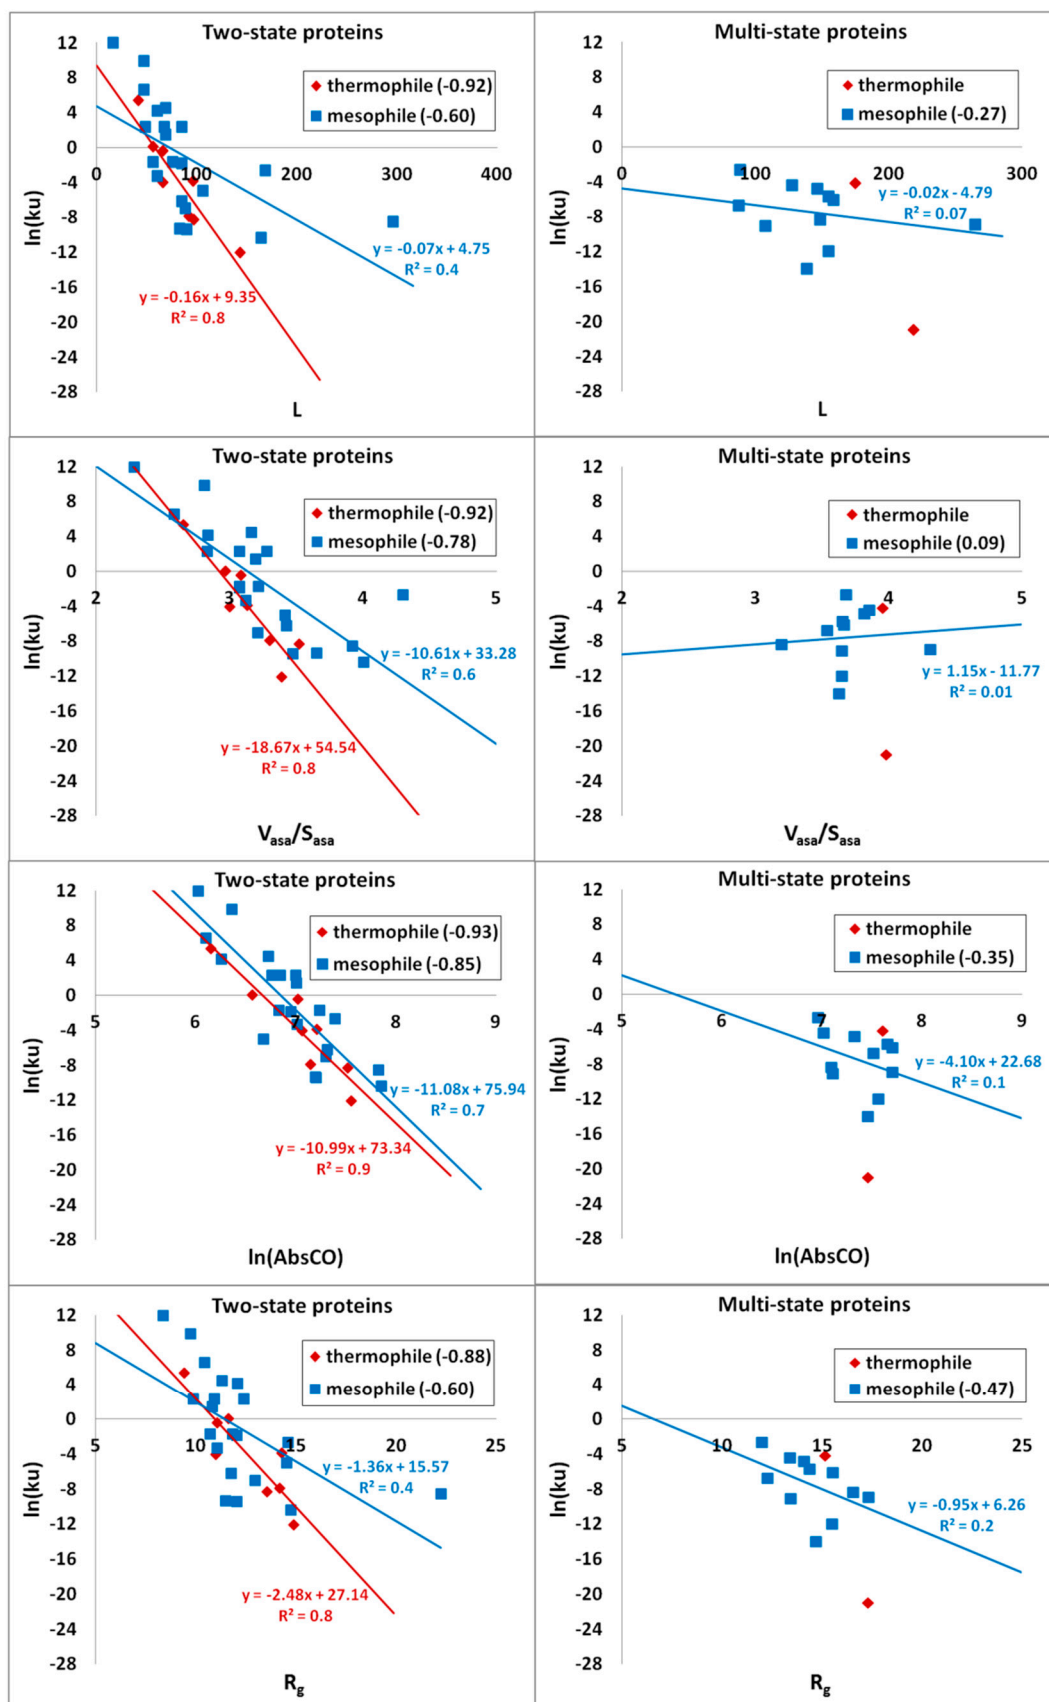 Two-state proteins
thermophile (-0.92)
mesophile (-0.60)
12
8
4
0
-4
-8
-12
-16
-20
-24
-28
0 100 200 300 400
ln(ku)
y = -0.07x + 4.75
R² = 0.4
y = -0.16x + 9.35
R² = 0.8
L
Multi-state proteins
thermophile
mesophile (-0.27)
12
8
4
0
-4
-8
-12
-16
-20
-24
-28
0 100 200 300
ln(ku)
y = -0.02x - 4.79
R² = 0.07
L
Two-state proteins
thermophile (-0.92)
mesophile (-0.78)
12
8
4
0
-4
-8
-12
-16
-20
-24
-28
2 3 4 5
ln(ku)
y = -10.61x + 33.28
R² = 0.6
y = -18.67x + 54.54
R² = 0.8
Vasa/Sasa
Multi-state proteins
thermophile
mesophile (0.09)
12
8
4
0
-4
-8
-12
-16
-20
-24
-28
2 3 4 5
ln(ku)
y = 1.15x - 11.77
R² = 0.01
Vasa/Sasa
Two-state proteins
thermophile (-0.93)
mesophile (-0.85)
12
8
4
0
-4
-8
-12
-16
-20
-24
-28
5 6 7 8 9
ln(ku)
y = -11.08x + 75.94
R² = 0.7
y = -10.99x + 73.34
R² = 0.9
ln(AbsCO)
Multi-state proteins
thermophile
mesophile (-0.35)
12
8
4
0
-4
-8
-12
-16
-20
-24
-28
5 6 7 8 9
ln(ku)
y = -4.10x + 22.68
R² = 0.1
ln(AbsCO)
Two-state proteins
thermophile (-0.88)
mesophile (-0.60)
12
8
4
0
-4
-8
-12
-16
-20
-24
-28
5 10 15 20 25
ln(ku)
y = -1.36x + 15.57
R² = 0.4
y = -2.48x + 27.14
R² = 0.8
Rg
Multi-state proteins
thermophile
mesophile (-0.47)
12
8
4
0
-4
-8
-12
-16
-20
-24
-28
5 10 15 20 25
ln(ku)
y = -0.95x + 6.26
R² = 0.2
Rg